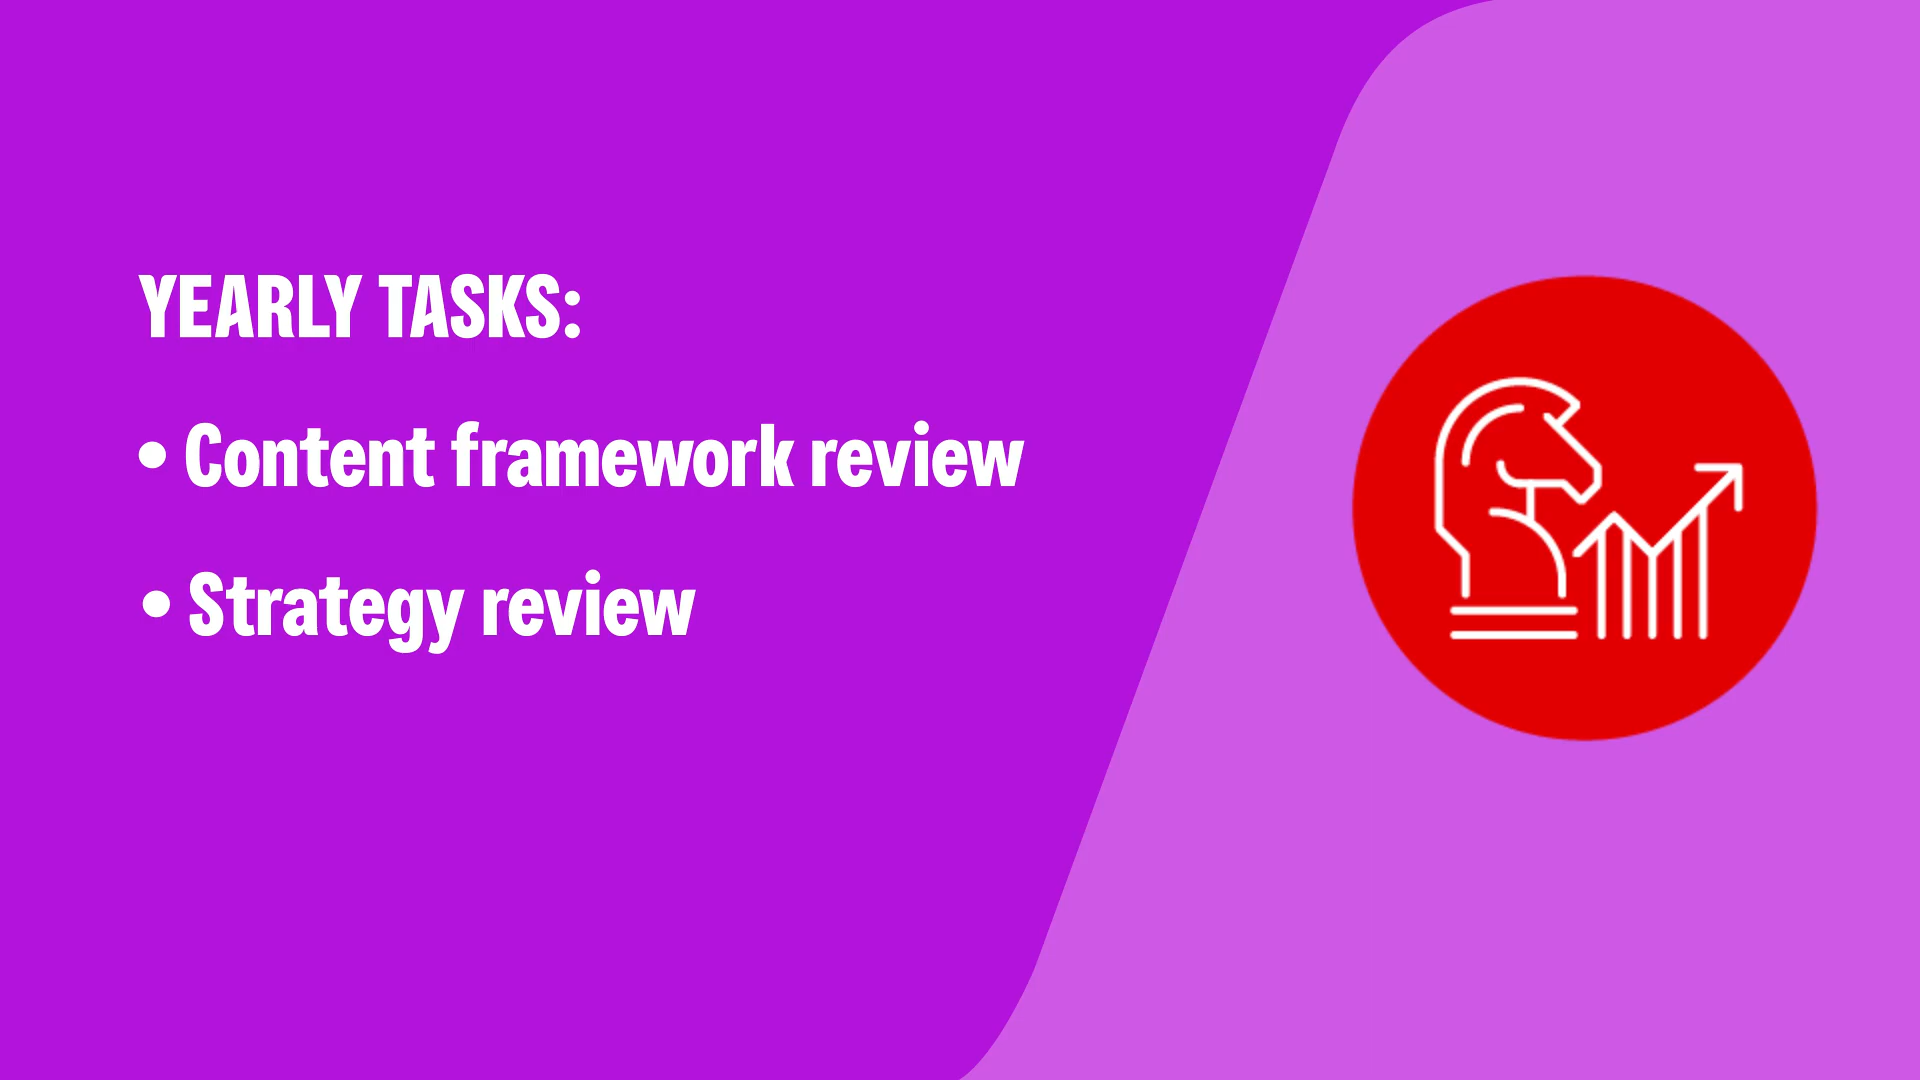 YEARLY TASKS:
• Content framework review
• Strategy review